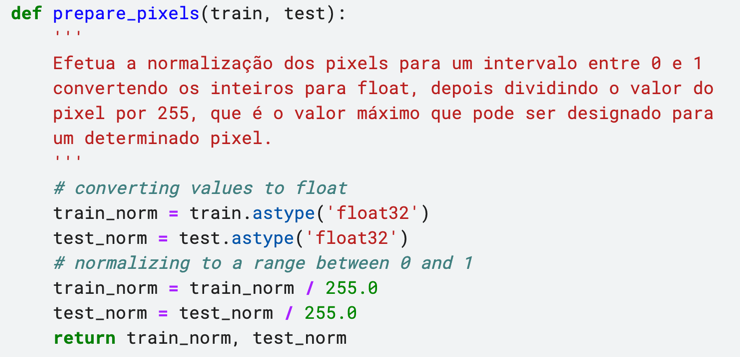 def prepare_pixels(train, test):
    '''
    Efetua a normalização dos pixels para um intervalo entre 0 e 1
    convertendo os inteiros para float, depois dividindo o valor do
    pixel por 255, que é o valor máximo que pode ser designado para
    um determinado pixel.
    '''
    # converting values to float
    train_norm = train.astype('float32')
    test_norm = test.astype('float32')
    # normalizing to a range between 0 and 1
    train_norm = train_norm / 255.0
    test_norm = test_norm / 255.0
    return train_norm, test_norm